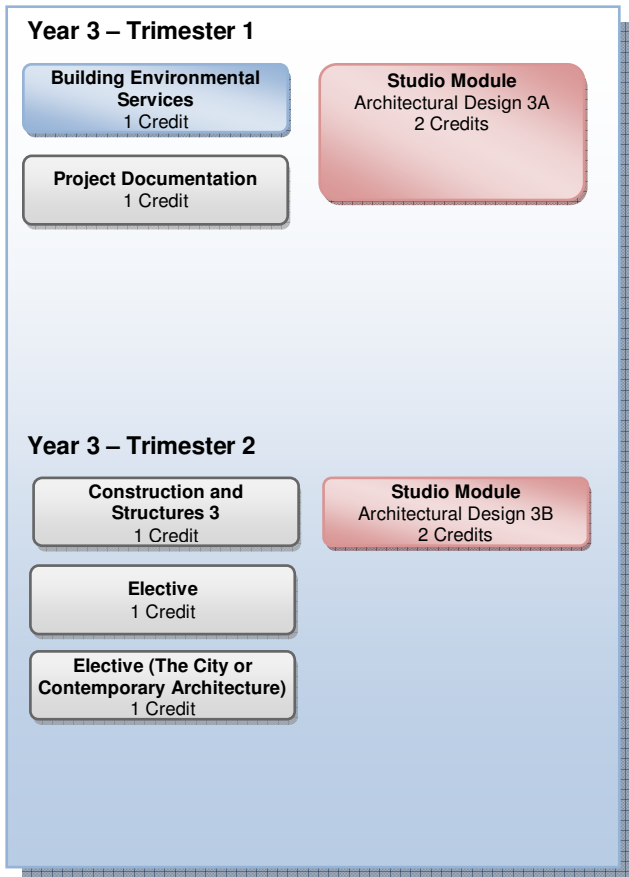 Year 3 – Trimester 1
Building Environmental
Services
1 Credit
Studio Module
Architectural Design 3A
2 Credits
Project Documentation
1 Credit
Year 3 – Trimester 2
Construction and
Structures 3
1 Credit
Studio Module
Architectural Design 3B
2 Credits
Elective
1 Credit
Elective (The City or
Contemporary Architecture)
1 Credit